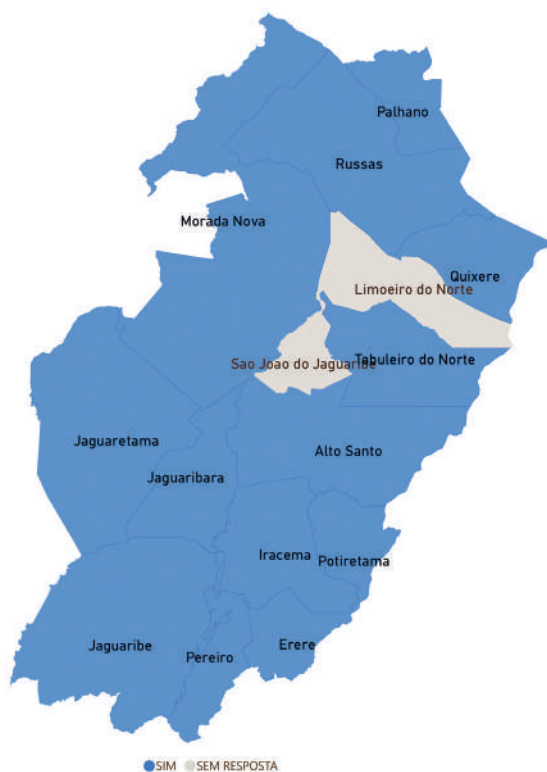 Palhano
Russas
Morada Nova
Quixere
Limoeiro do Norte
Sao Joao do Jaguaribe
Tabuleiro do Norte
Jaguaretama
Alto Santo
Jaguaribara
Iracema
Potiretama
Jaguaribe
Pereiro
Erere
SIM SEM RESPOSTA